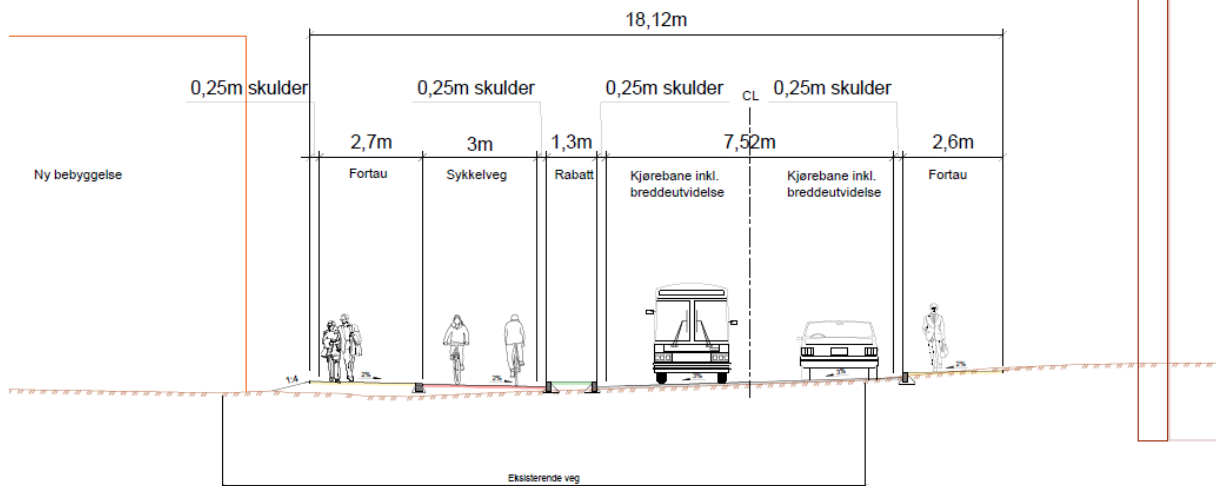 18,12m
0,25m skulder
0,25m skulder
0,25m skulder
CL
0,25m skulder
2,7m
3m
1,3m
7,52m
2,6m
Ny bebyggelse
Fortau
Sykkelveg
Rabatt
Kjørebane inkl.
breddeutvidelse
Kjørebane inkl.
breddeutvidelse
Fortau
1:4
2%
2%
3%
3%
2%
Eksisterende veg